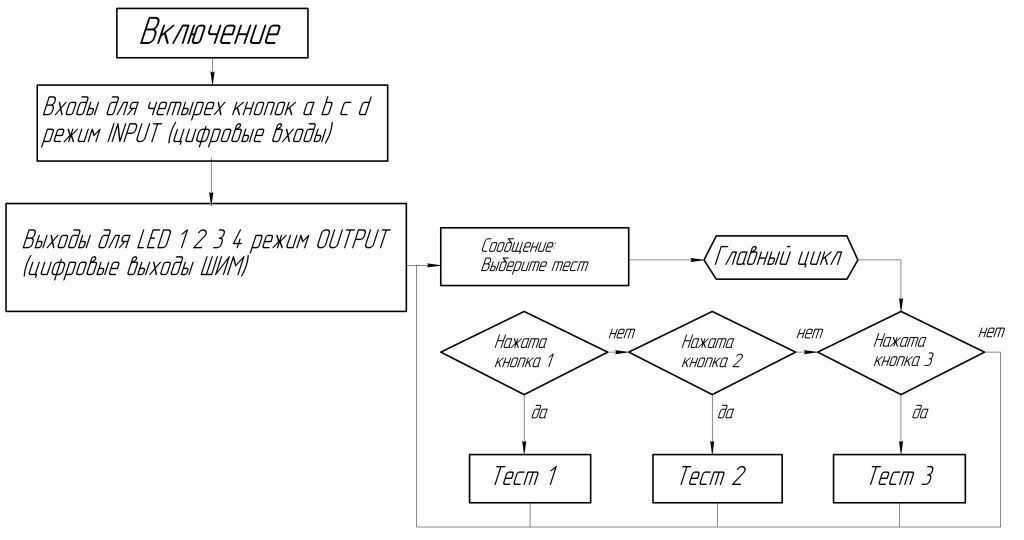 Включение
Входы для четырех кнопок a b c d
режим INPUT (цифровые входы)
Выходы для LED 1 2 3 4 режим OUTPUT
(цифровые выходы ШИМ)
Сообщение:
Выберите тест
Главный цикл
Нажата
кнопка 1
нет
Нажата
кнопка 2
нет
Нажата
кнопка 3
нет
да
да
да
Тест 1
Тест 2
Тест 3